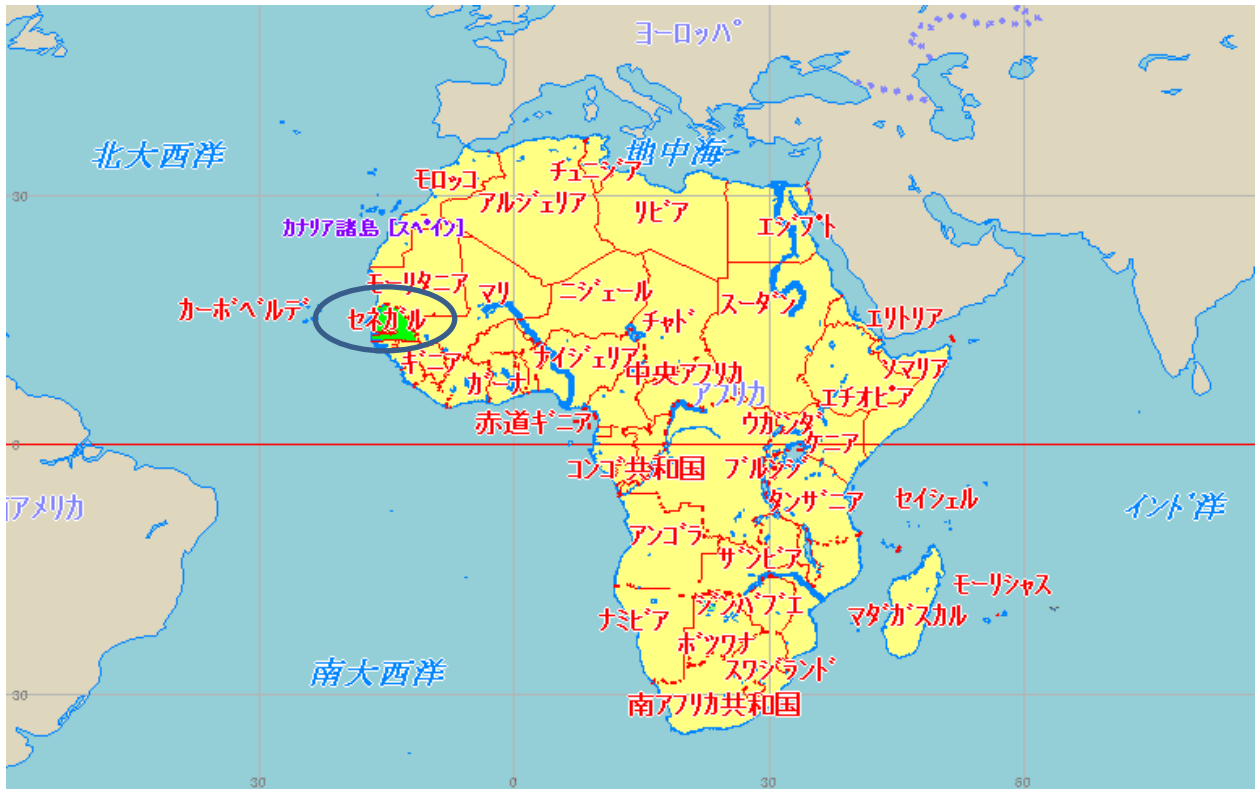 ヨーロッパ
北大西洋
地中海
モロッコ
チュニジア
アルジェリア
リビア
カナリア諸島 [スペイン]
エジプト
モーリタニア
マリ
ニジェール
スーダン
カーボベルデ
セネガル
チャド
エリトリア
ギニア
ナイジェリア
ソマリア
ガーナ
中央アフリカ
アフリカ
エチオピア
赤道ギニア
ウガンダ
ケニア
コンゴ共和国
ブルンジ
タンザニア
セイシェル
アメリカ
インド洋
アンゴラ
ザンビア
モーリシャス
ジンバブエ
ナミビア
マダガスカル
ボツワナ
スワジランド
南大西洋
南アフリカ共和国
30
0
30
30
0
30
60